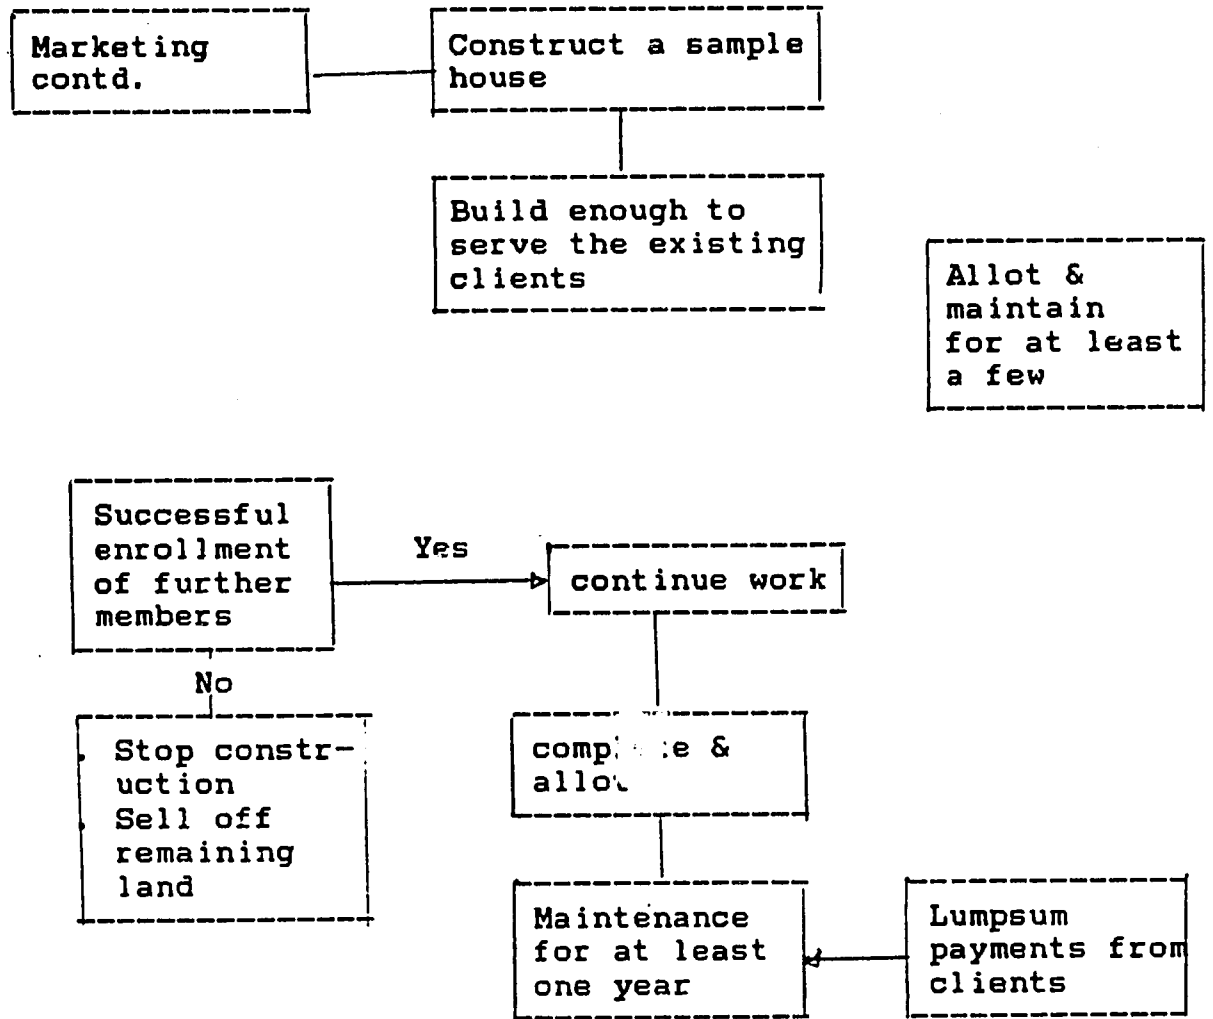 Marketing
contd.
Construct a sample
house
Build enough to
serve the existing
clients
Allot &
maintain
for at least
a few
Successful
enrollment
of further
members
Yes
continue work
No
. Stop constr-
uction
. Sell off
remaining
land
&
Maintenance
for at least
one year
Lumpsum
payments from
clients